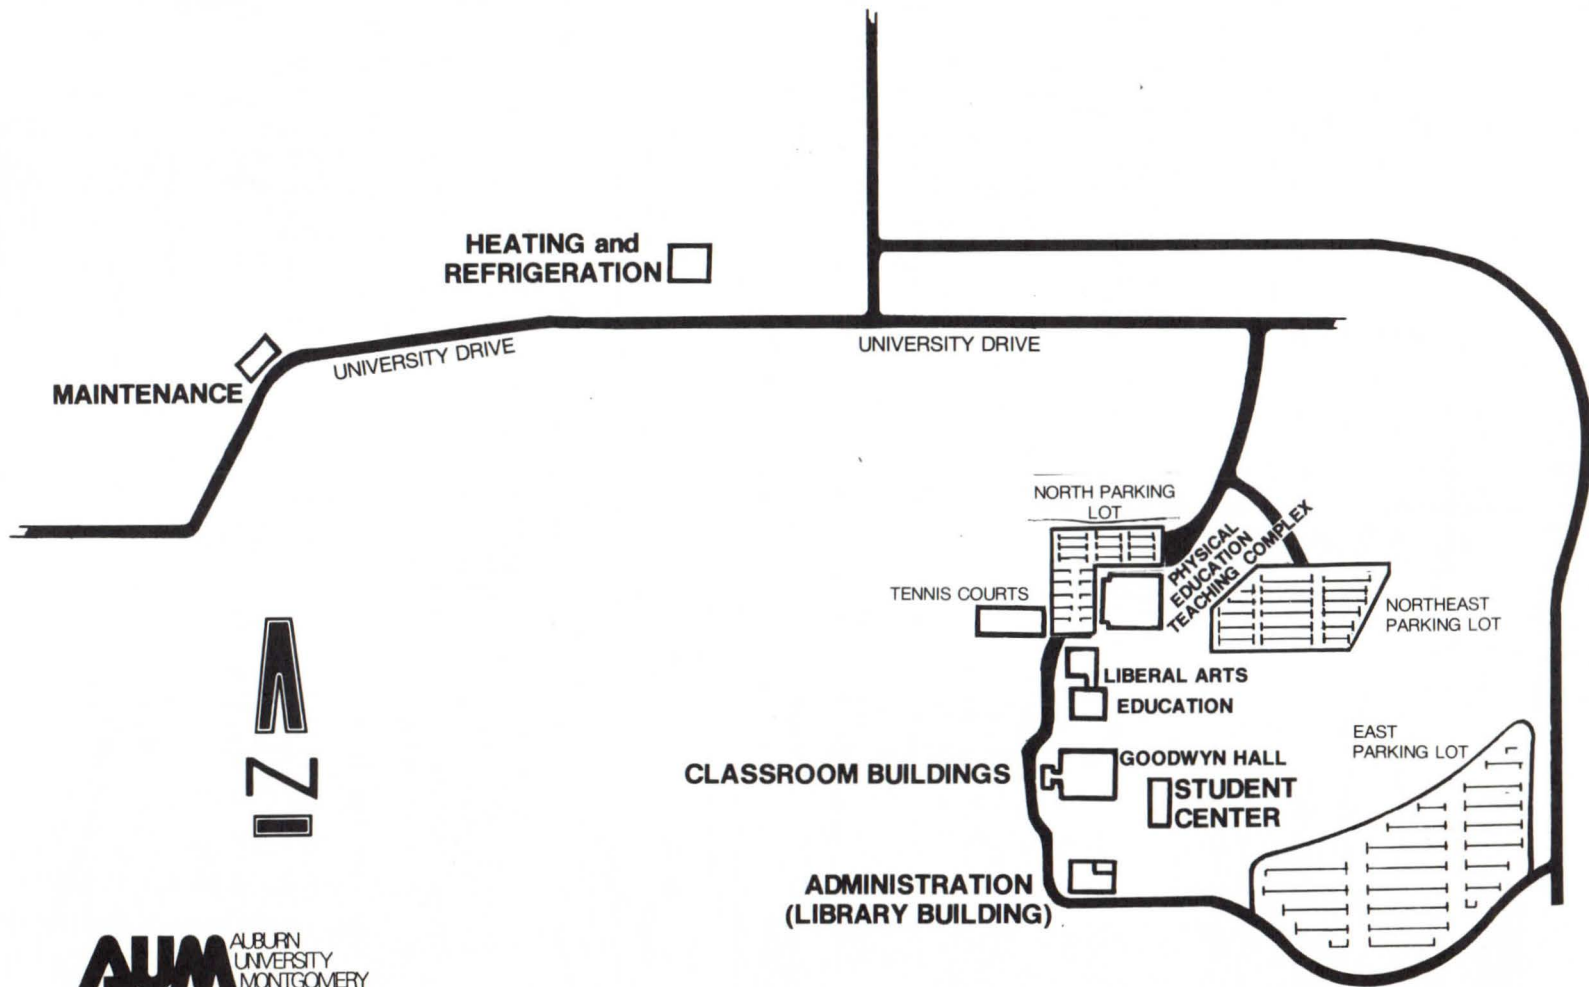 HEATING and
REFRIGERATION
UNIVERSITY DRIVE
UNIVERSITY DRIVE
MAINTENANCE
NORTH PARKING
LOT
PHYSICAL
EDUCATION
TEACHING COMPLEX
TENNIS COURTS
NORTHEAST
PARKING LOT
LIBERAL ARTS
EDUCATION
EAST
PARKING LOT
GOODWYN HALL
CLASSROOM BUILDINGS
STUDENT
CENTER
N
ADMINISTRATION
(LIBRARY BUILDING)
AUM
AUBURN
UNIVERSITY
MONTGOMERY